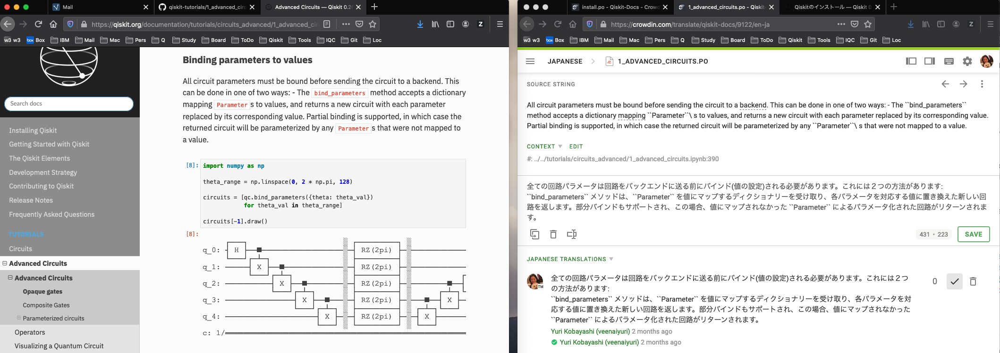 Mail
qiskit-tutorials/1_advanced_circ
Advanced Circuits — Qiskit 0.20
https://qiskit.org/documentation/tutorials/circuits_advanced/1_advanced_cir
Z
w3 w3
box Box
IBM
Mail
Mac
Pers
Q
Study
Board
ToDo
Qiskit
Tools
IQC
Git
Loc
Search docs
Installing Qiskit
Getting Started with Qiskit
The Qiskit Elements
Development Strategy
Contributing to Qiskit
Release Notes
Frequently Asked Questions
TUTORIALS
Circuits
Advanced Circuits
Advanced Circuits
Opaque gates
Composite Gates
Parameterized circuits
Operators
Visualizing a Quantum Circuit
Binding parameters to values
All circuit parameters must be bound before sending the circuit to a backend. This
can be done in one of two ways: - The bind_parameters method accepts a dictionary
mapping Parameter s to values, and returns a new circuit with each parameter
replaced by its corresponding value. Partial binding is supported, in which case the
returned circuit will be parameterized by any Parameter s that were not mapped to
a value.
[8]: import numpy as np
theta_range = np.linspace(0, 2 * np.pi, 128)
circuits = [qc.bind_parameters({theta: theta_val})
for theta_val in theta_range]
circuits[-1].draw()
[8]:
q_0: H RZ(2pi)
q_1: X RZ(2pi)
q_2: X RZ(2pi)
q_3: X RZ(2pi) X
q_4: X RZ(2pi) X
c: 1/
install.po - Qiskit-Docs - Crowd
1_advanced_circuits.po - Qiskit-
Qiskitのインストール — Qiskit 0.
https://crowdin.com/translate/qiskit-docs/9122/en-ja
Z
w3 w3
box Box
IBM
Mail
Mac
Pers
Q
Study
Board
ToDo
Qiskit
Tools
IQC
Git
Loc
JAPANESE
1_ADVANCED_CIRCUITS.PO
SOURCE STRING
All circuit parameters must be bound before sending the circuit to a backend. This can be done in one of two ways: - The ``bind_parameters``
method accepts a dictionary mapping ``Parameter``\ s to values, and returns a new circuit with each parameter replaced by its corresponding value.
Partial binding is supported, in which case the returned circuit will be parameterized by any ``Parameter``\ s that were not mapped to a value.
CONTEXT EDIT
#: ../../tutorials/circuits_advanced/1_advanced_circuits.ipynb:390
全ての回路パラメータは回路をバックエンドに送る前にバインド(値の設定)される必要があります。これには２つの方法があります:
``bind_parameters`` メソッドは、``Parameter`` を値にマップするディクショナリーを受け取り、各パラメータを対応する値に置き換えた新しい回
路を返します。部分バインドもサポートされ、この場合、値にマップされなかった ``Parameter`` によるパラメータ化された回路がリターンされま
す。
431 • 223
SAVE
JAPANESE TRANSLATIONS
TM
全ての回路パラメータは回路をバックエンドに送る前にバインド(値の設定)される必要があります。これには２つ
の方法があります:
``bind_parameters`` メソッドは、``Parameter`` を値にマップするディクショナリーを受け取り、各パラメータを対
応する値に置き換えた新しい回路を返します。部分バインドもサポートされ、この場合、値にマップされなかった
``Parameter`` によるパラメータ化された回路がリターンされます。
0
Yuri Kobayashi (veenaiyuri) 2 months ago
Yuri Kobayashi (veenaiyuri) 2 months ago